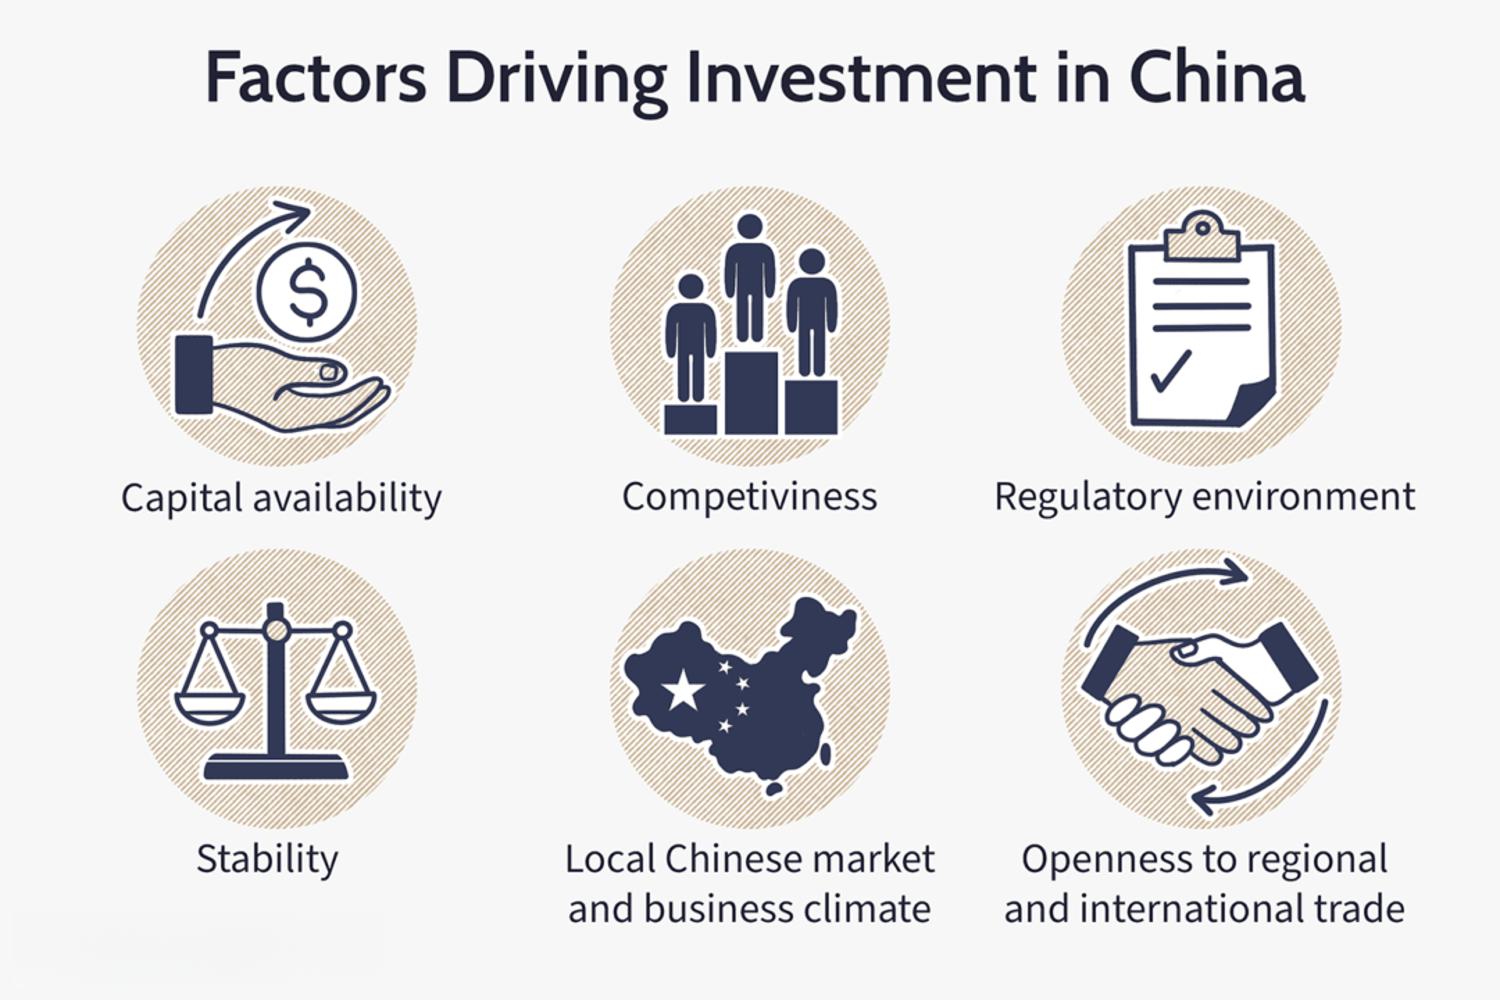 Factors Driving Investment in China
Capital availability
Competiviness
Regulatory environment
Stability
Local Chinese market
and business climate
Openness to regional
and international trade